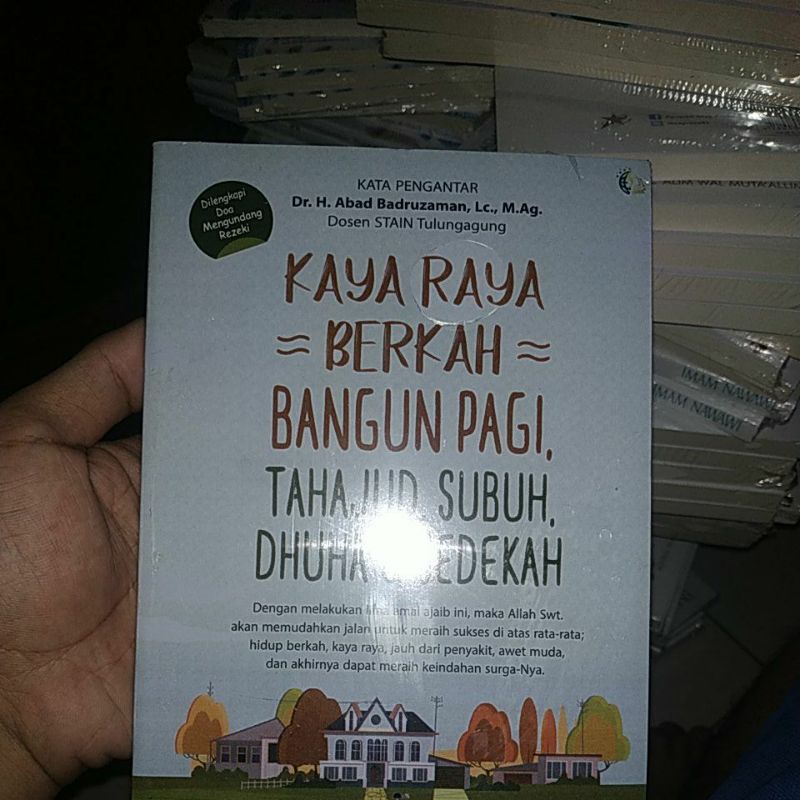 KATA PENGANTAR
Dr. H. Abad Badruzaman, Lc., M.Ag.
Dosen STAIN Tulungagung
Dilengkapi
Doa
Mengundang
Rezeki
KAYA RAYA
BERKAH
BANGUN PAGI,
TAHAJUD, SUBUH,
DHUHA & SEDEKAH
Dengan melakukan lima amal ajaib ini, maka Allah Swt.
akan memudahkan jalan untuk meraih sukses di atas rata-rata;
hidup berkah, kaya raya, jauh dari penyakit, awet muda,
dan akhirnya dapat meraih keindahan surga-Nya.
IMAM NAWAWI
IMAM NAWAWI